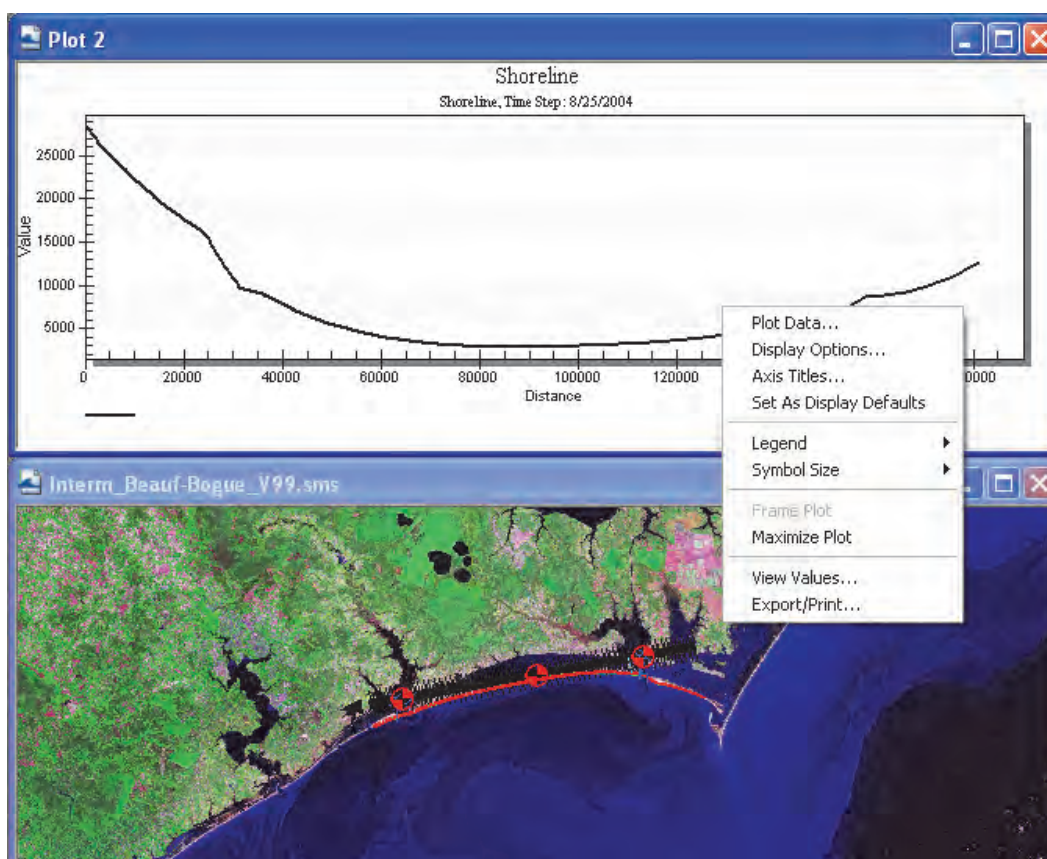 Plot 2
Shoreline
Shoreline, Time Step: 8/25/2004
25000
20000
15000
10000
5000
Value
0 20000 40000 60000 80000 100000 120000
Distance
Plot Data...
Display Options...
Axis Titles...
Set As Display Defaults
Legend
Symbol Size
Frame Plot
Maximize Plot
View Values...
Export/Print...
Interm_Beauf-Bogue_V99.sms